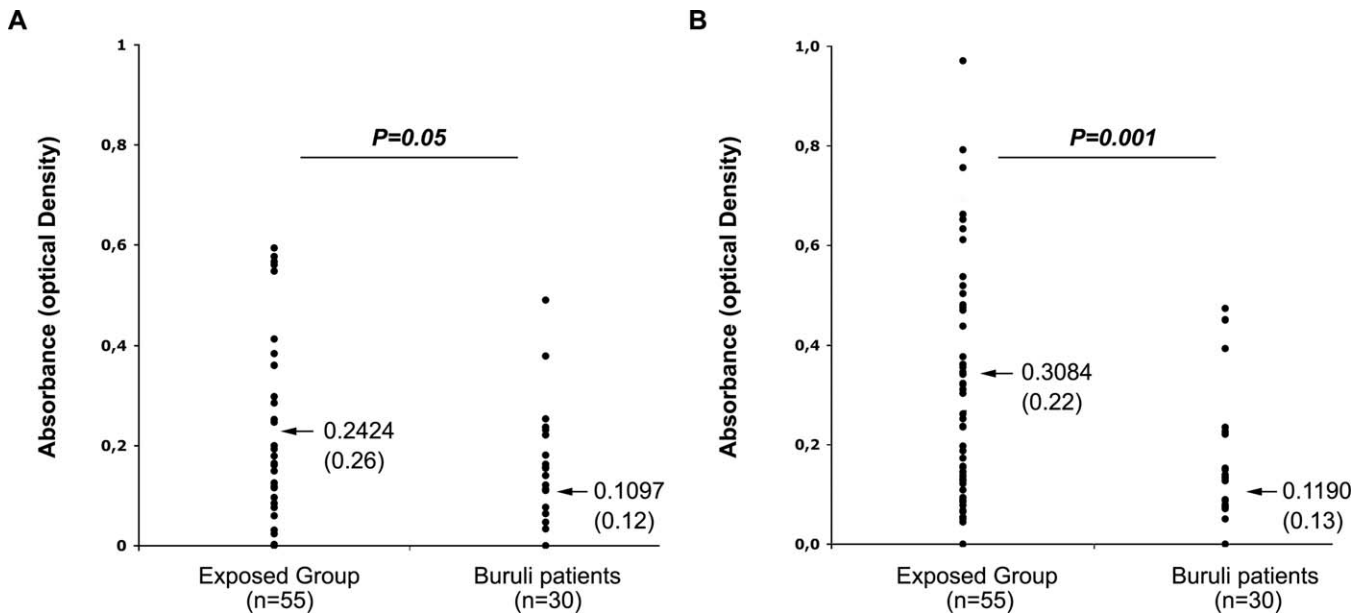 A
Absorbance (optical Density)
1
0,8
0,6
0,4
0,2
0
P=0.05
0.2424
(0.26)
0.1097
(0.12)
Exposed Group
(n=55)
Buruli patients
(n=30)
B
Absorbance (optical Density)
1,0
0,8
0,6
0,4
0,2
0,0
P=0.001
0.3084
(0.22)
0.1190
(0.13)
Exposed Group
(n=55)
Buruli patients
(n=30)